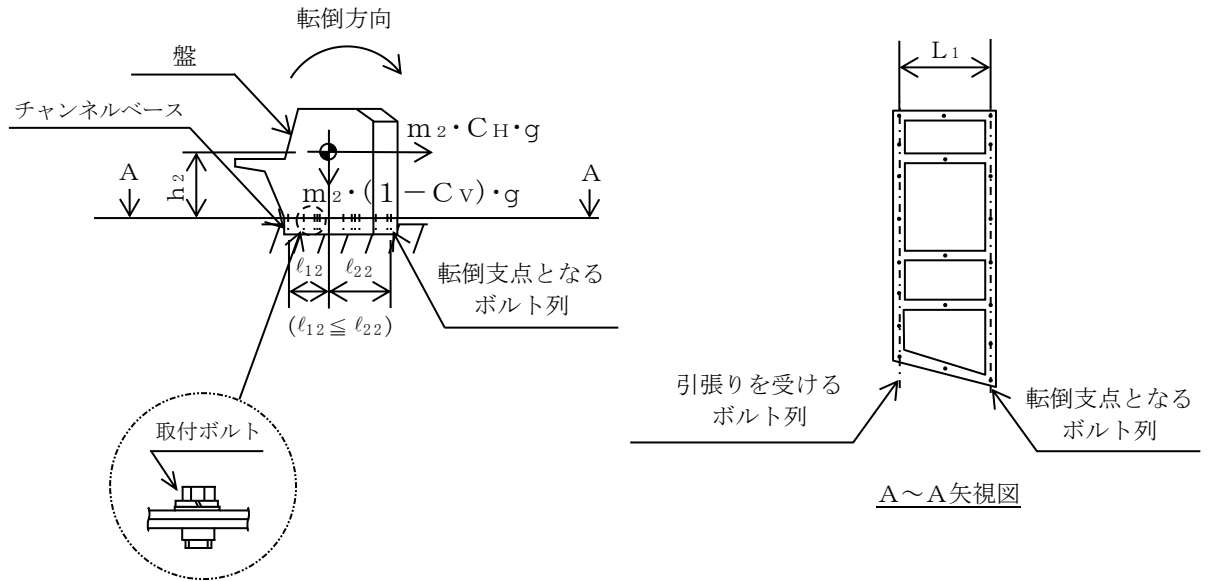 転倒方向
盤
チャンネルベース
m₂・CH・g
A
A
h₂
m₂・(1－CV)・g
ℓ₁₂
ℓ₂₂
(ℓ₁₂≦ℓ₂₂)
転倒支点となる
ボルト列
取付ボルト
L₁
引張りを受ける
ボルト列
転倒支点となる
ボルト列
A～A矢視図